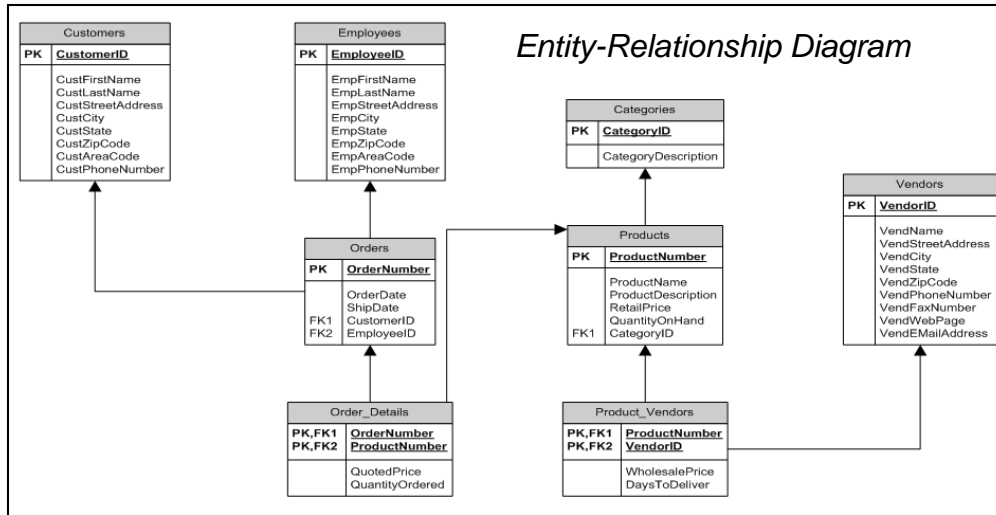 Entity-Relationship Diagram
Customers
PK CustomerID
CustFirstName
CustLastName
CustStreetAddress
CustCity
CustState
CustZipCode
CustAreaCode
CustPhoneNumber
Employees
PK EmployeeID
EmpFirstName
EmpLastName
EmpStreetAddress
EmpCity
EmpState
EmpZipCode
EmpAreaCode
EmpPhoneNumber
Categories
PK CategoryID
CategoryDescription
Vendors
PK VendorID
VendName
VendStreetAddress
VendCity
VendState
VendZipCode
VendPhoneNumber
VendFaxNumber
VendWebPage
VendEMailAddress
Orders
PK OrderNumber
OrderDate
ShipDate
FK1 CustomerID
FK2 EmployeeID
Products
PK ProductNumber
ProductName
ProductDescription
RetailPrice
QuantityOnHand
FK1 CategoryID
Order_Details
PK,FK1 OrderNumber
PK,FK2 ProductNumber
QuotedPrice
QuantityOrdered
Product_Vendors
PK,FK1 ProductNumber
PK,FK2 VendorID
WholesalePrice
DaysToDeliver